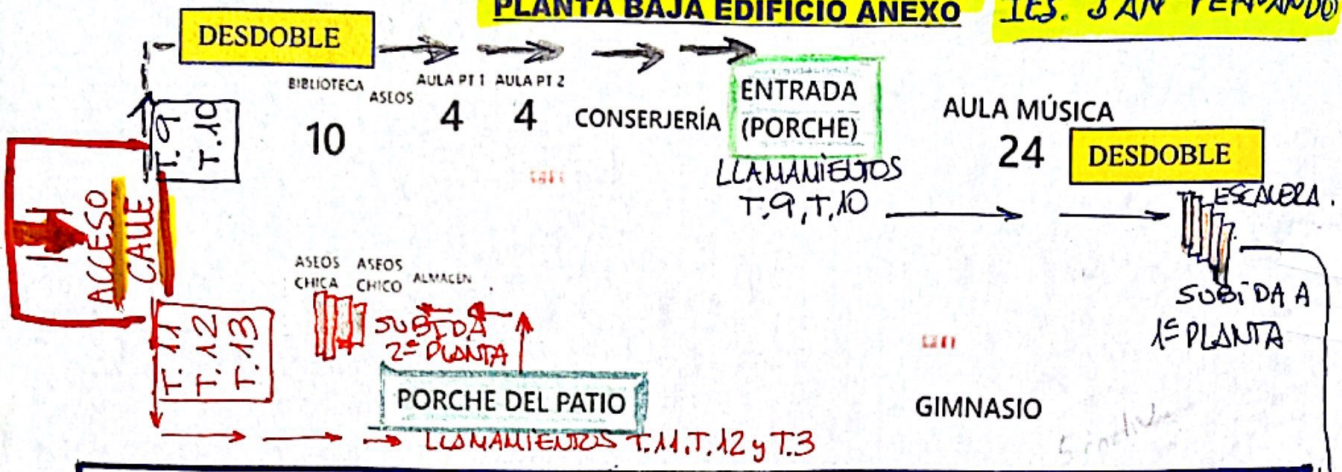 PLANTA BAJA EDIFICIO ANEXO
IES. SAN FERNANDO
DESDOBLE
BIBLIOTECA
10
ASEOS
AULA PT 1
4
AULA PT 2
4
CONSERJERÍA
ENTRADA
(PORCHE)
LLAMAMIENTOS
T.9, T.10
AULA MÚSICA
24
DESDOBLE
ESCALERA.
SUBIDA A
1ª PLANTA
T.9
T.10
ACCESO
CALLE
T.11
T.12
T.13
ASEOS
CHICA
ASEOS
CHICO
ALMACEN
SUBIDA
2ª PLANTA
PORCHE DEL PATIO
LLAMAMIENTOS T.11, T.12 y T.3
GIMNASIO